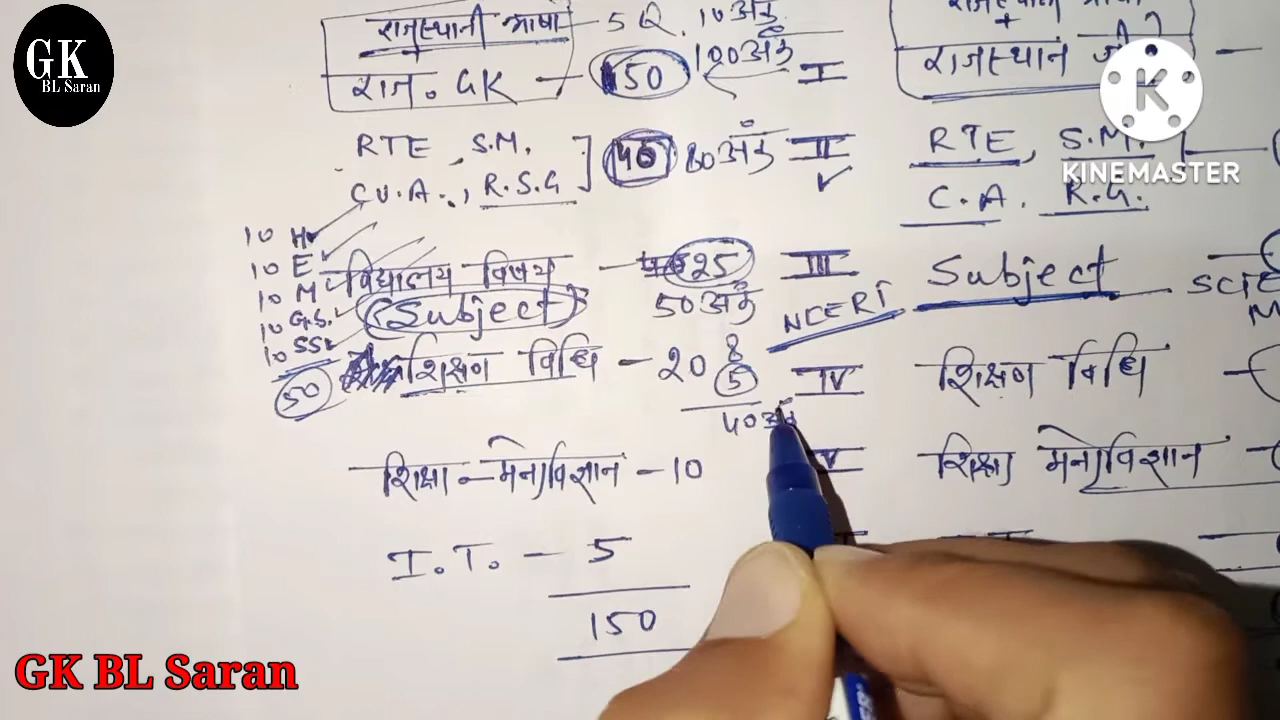 GK
BL Saran
राजस्थानी भाषा — 5 Q. 10 अंक
+
राज. GK — 50 100 अंक I
राजस्थान
+
RTE, S.M. ] 40 80 अंक II
RTE, S.M.
KINEMASTER
R.S.G
C.A. R.G.
10 H
10 E
10 M
10 G.S.
10 SS
50
विद्यालय विषय — 25 III
(Subject) 50 अंक
NCERT
Subject
शिक्षण विधि — 20 8 IV
5
40
शिक्षण विधि
शिक्षा - मनोविज्ञान — 10 V
शिक्षा मनोविज्ञान
I.T. — 5
150
GK BL Saran